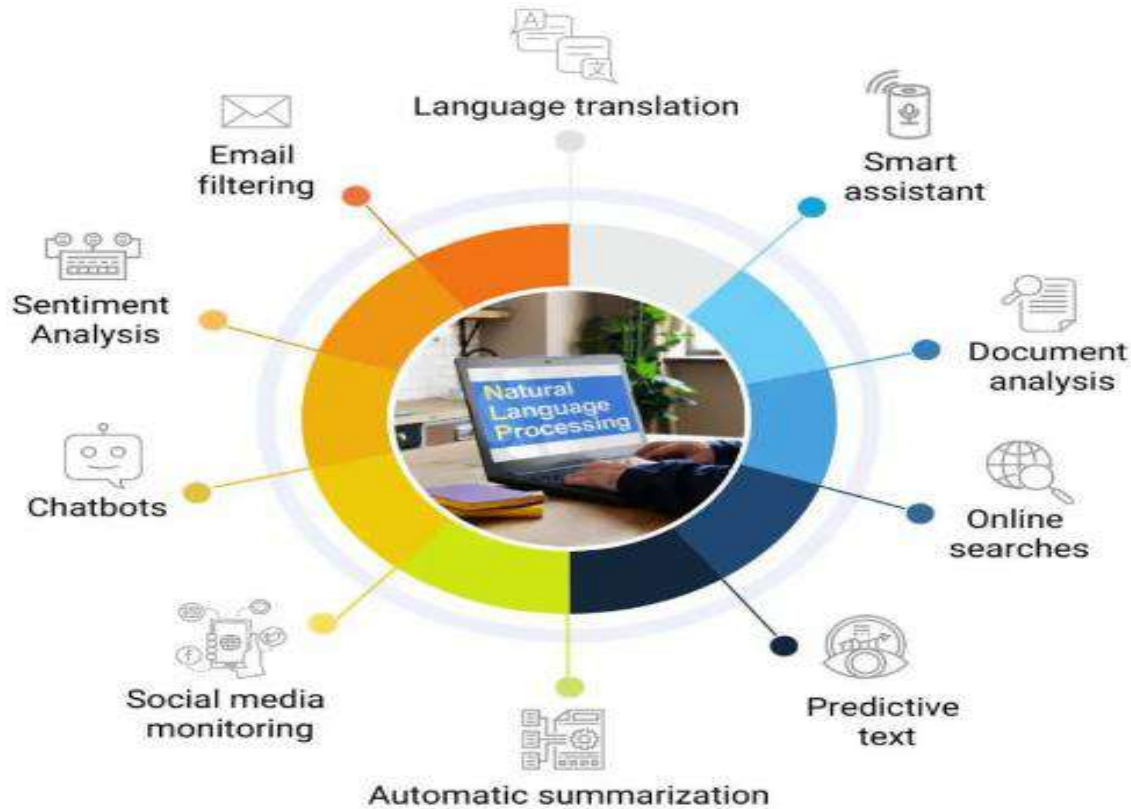 Language translation
Smart
assistant
Document
analysis
Online
searches
Predictive
text
Automatic summarization
Social media
monitoring
Chatbots
Sentiment
Analysis
Email
filtering
Natural
Language
Processing
A
文